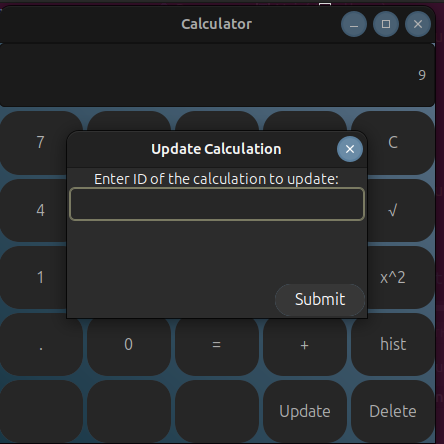 Calculator
9
7
C
Update Calculation
Enter ID of the calculation to update:
4
√
1
x^2
Submit
. 0 = + hist
Update Delete